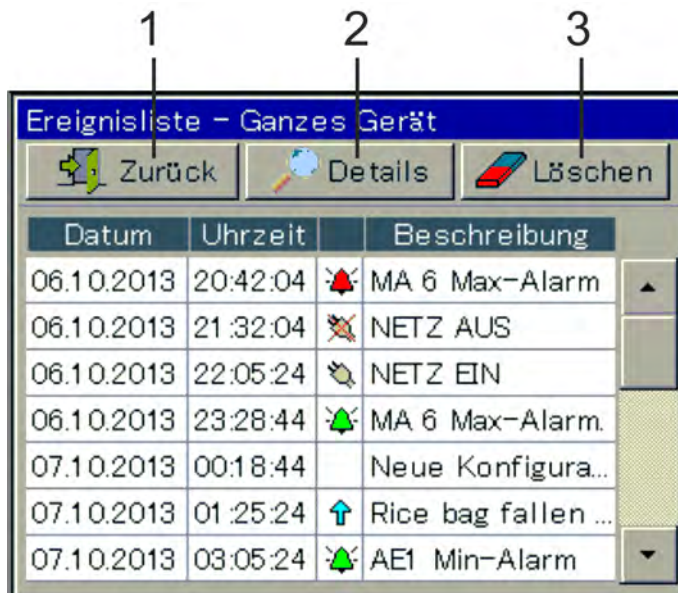 1 2 3
Ereignisliste - Ganzes Gerät
Zurück Details Löschen
Datum Uhrzeit Beschreibung
06.10.2013 20:42:04 MA 6 Max-Alarm
06.10.2013 21:32:04 NETZ AUS
06.10.2013 22:05:24 NETZ EIN
06.10.2013 23:28:44 MA 6 Max-Alarm.
07.10.2013 00:18:44 Neue Konfigura...
07.10.2013 01:25:24 Rice bag fallen ...
07.10.2013 03:05:24 AE1 Min-Alarm